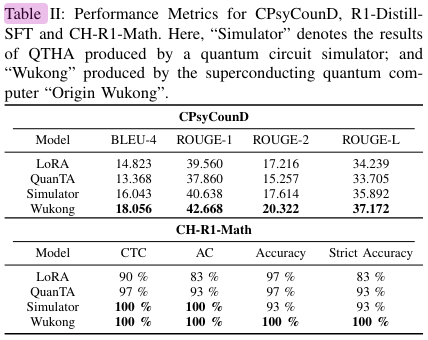 Table II: Performance Metrics for CPsyCounD, R1-Distill-
SFT and CH-R1-Math. Here, “Simulator” denotes the results
of QTHA produced by a quantum circuit simulator; and
“Wukong” produced by the superconducting quantum com-
puter “Origin Wukong”.
CPsyCounD
Model BLEU-4 ROUGE-1 ROUGE-2 ROUGE-L
LoRA 14.823 39.560 17.216 34.239
QuanTA 13.368 37.860 15.257 33.705
Simulator 16.043 40.638 17.614 35.892
Wukong 18.056 42.668 20.322 37.172
CH-R1-Math
Model CTC AC Accuracy Strict Accuracy
LoRA 90 % 83 % 97 % 83 %
QuanTA 97 % 93 % 97 % 93 %
Simulator 100 % 100 % 93 % 93 %
Wukong 100 % 100 % 100 % 100 %